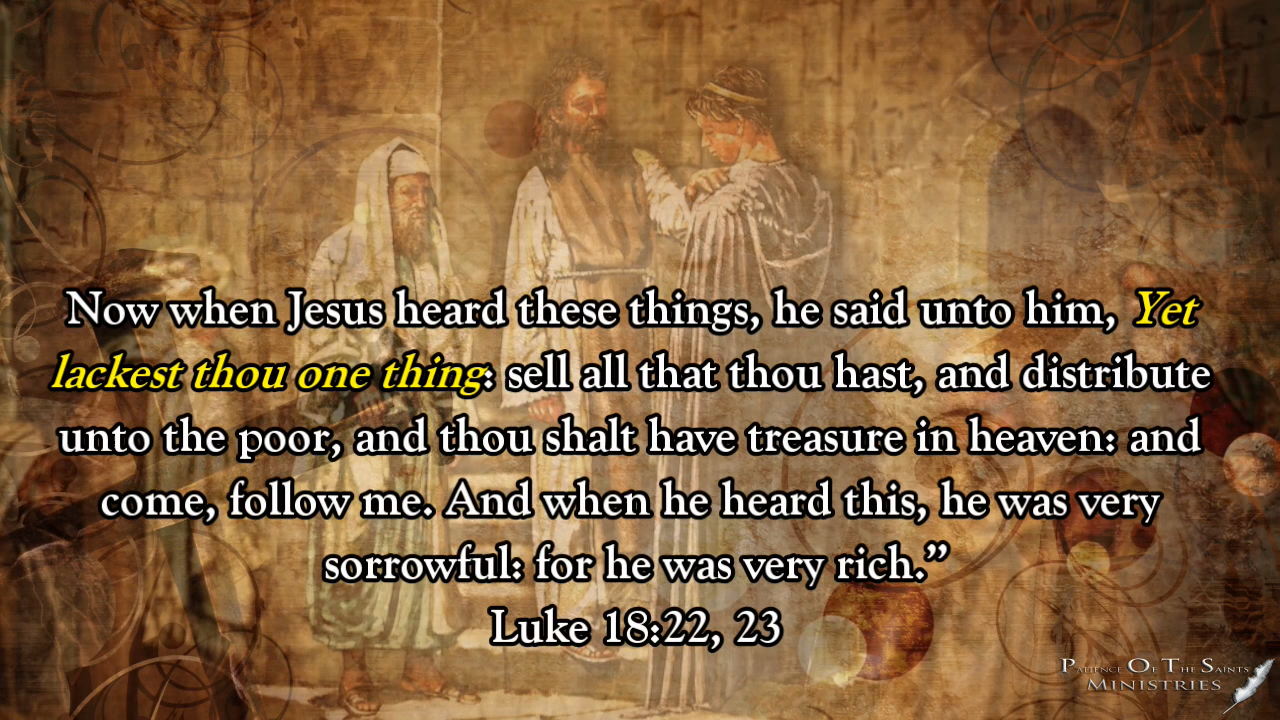 Now when Jesus heard these things, he said unto him, Yet
lackest thou one thing: sell all that thou hast, and distribute
unto the poor, and thou shalt have treasure in heaven: and
come, follow me. And when he heard this, he was very
sorrowful: for he was very rich.”
Luke 18:22, 23
Patience Of The Saints
Ministries